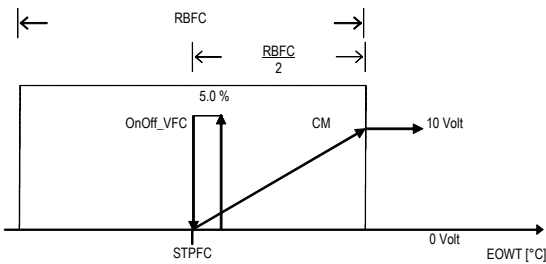 RBFC
RBFC
2
5.0 %
OnOff_VFC
CM
10 Volt
0 Volt
STPFC
EOWT [°C]